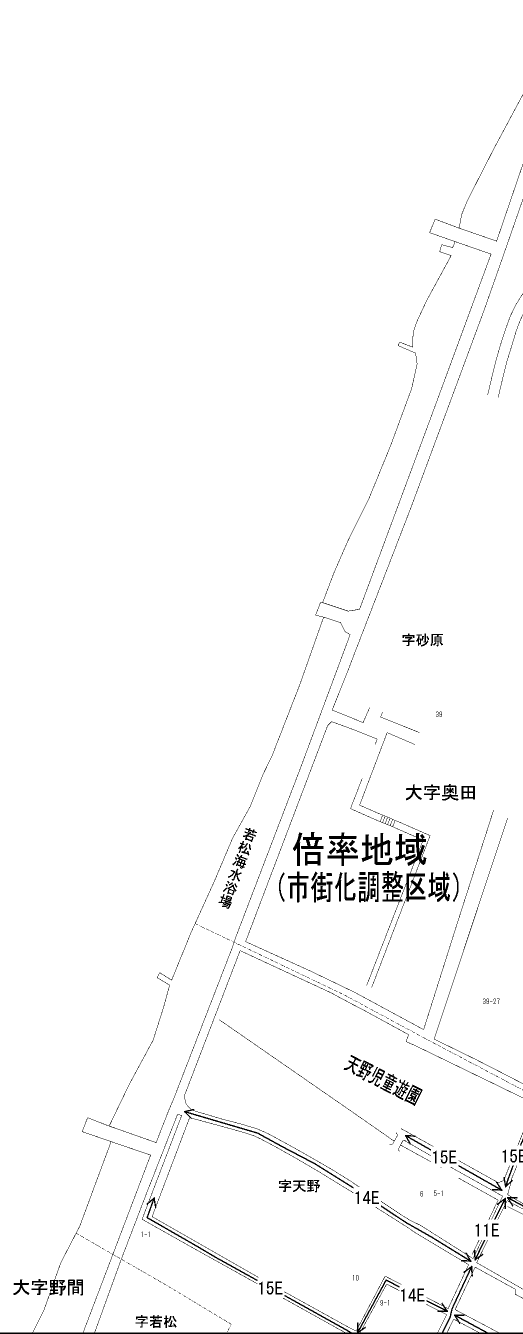 字砂原
39
大字奥田
若松海水浴場
倍率地域
（市街化調整区域）
39-27
天野児童遊園
15E
15E
字天野
14E
6
5-1
11E
1-1
大字野間
15E
10
9-1
14E
字若松